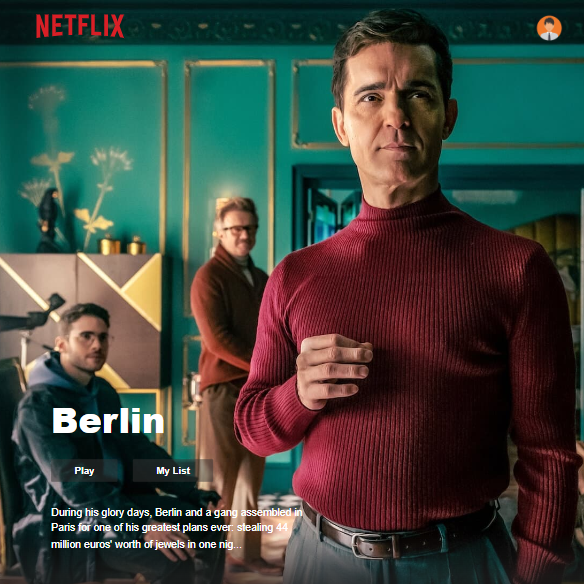 NETFLIX
Berlin
Play
My List
During his glory days, Berlin and a gang assembled in
Paris for one of his greatest plans ever: stealing 44
million euros' worth of jewels in one nig...